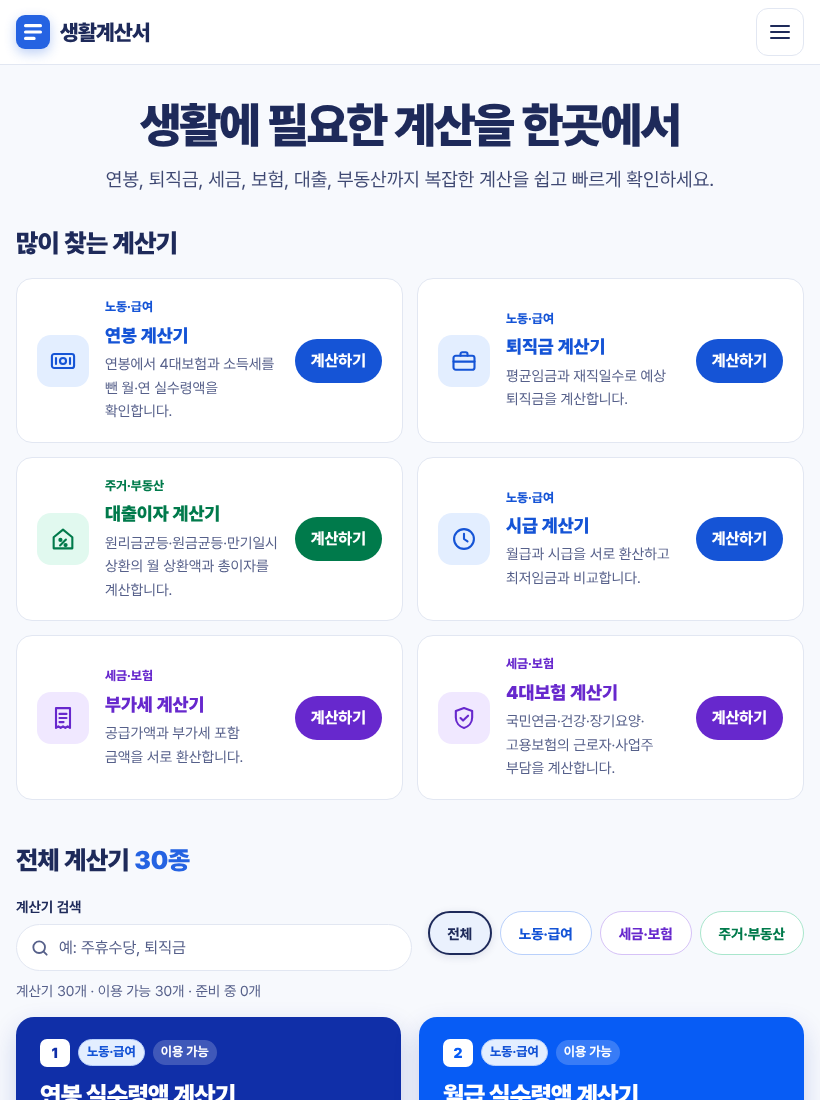 생활계산서
생활에 필요한 계산을 한곳에서
연봉, 퇴직금, 세금, 보험, 대출, 부동산까지 복잡한 계산을 쉽고 빠르게 확인하세요.
많이 찾는 계산기
노동·급여
연봉 계산기
연봉에서 4대보험과 소득세를
뺀 월·연 실수령액을
확인합니다.
계산하기
노동·급여
퇴직금 계산기
평균임금과 재직일수로 예상
퇴직금을 계산합니다.
계산하기
주거·부동산
대출이자 계산기
원리금균등·원금균등·만기일시
상환의 월 상환액과 총이자를
계산합니다.
계산하기
노동·급여
시급 계산기
월급과 시급을 서로 환산하고
최저임금과 비교합니다.
계산하기
세금·보험
부가세 계산기
공급가액과 부가세 포함
금액을 서로 환산합니다.
계산하기
세금·보험
4대보험 계산기
국민연금·건강·장기요양·
고용보험의 근로자·사업주
부담을 계산합니다.
계산하기
전체 계산기 30종
계산기 검색
예: 주휴수당, 퇴직금
전체
노동·급여
세금·보험
주거·부동산
계산기 30개 · 이용 가능 30개 · 준비 중 0개
1 노동·급여 이용 가능
연봉 실수령액 계산기
2 노동·급여 이용 가능
월급 실수령액 계산기